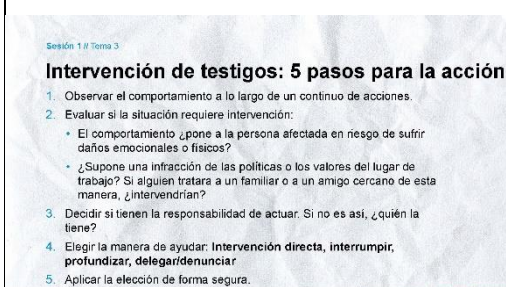 Sesión 1 // Tema 3
Intervención de testigos: 5 pasos para la acción
1. Observar el comportamiento a lo largo de un continuo de acciones.
2. Evaluar si la situación requiere intervención:
• El comportamiento ¿pone a la persona afectada en riesgo de sufrir
daños emocionales o físicos?
• ¿Supone una infracción de las políticas o los valores del lugar de
trabajo? Si alguien tratara a un familiar o a un amigo cercano de esta
manera, ¿intervendrían?
3. Decidir si tienen la responsabilidad de actuar. Si no es así, ¿quién la
tiene?
4. Elegir la manera de ayudar: Intervención directa, interrumpir,
profundizar, delegar/denunciar
5. Aplicar la elección de forma segura.